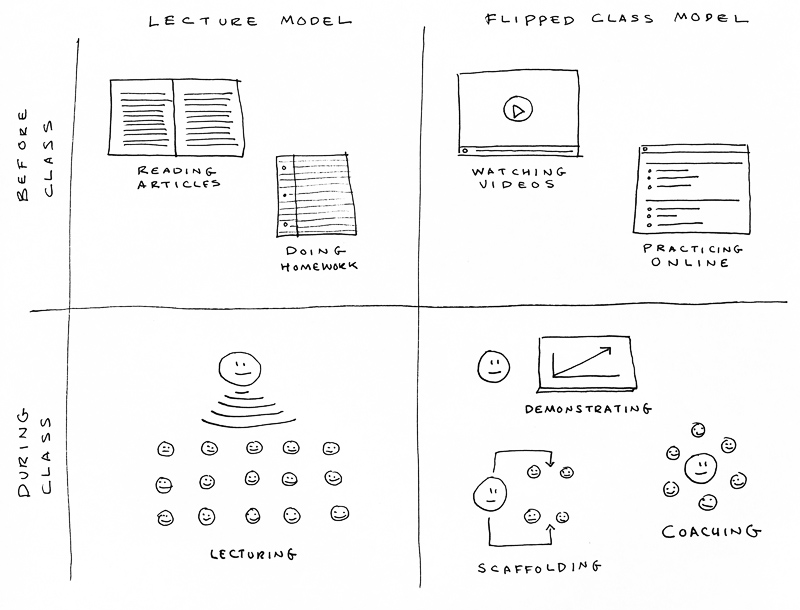 LECTURE MODEL
FLIPPED CLASS MODEL
BEFORE
CLASS
READING
ARTICLES
DOING
HOMEWORK
WATCHING
VIDEOS
PRACTICING
ONLINE
DURING
CLASS
LECTURING
DEMONSTRATING
SCAFFOLDING
COACHING